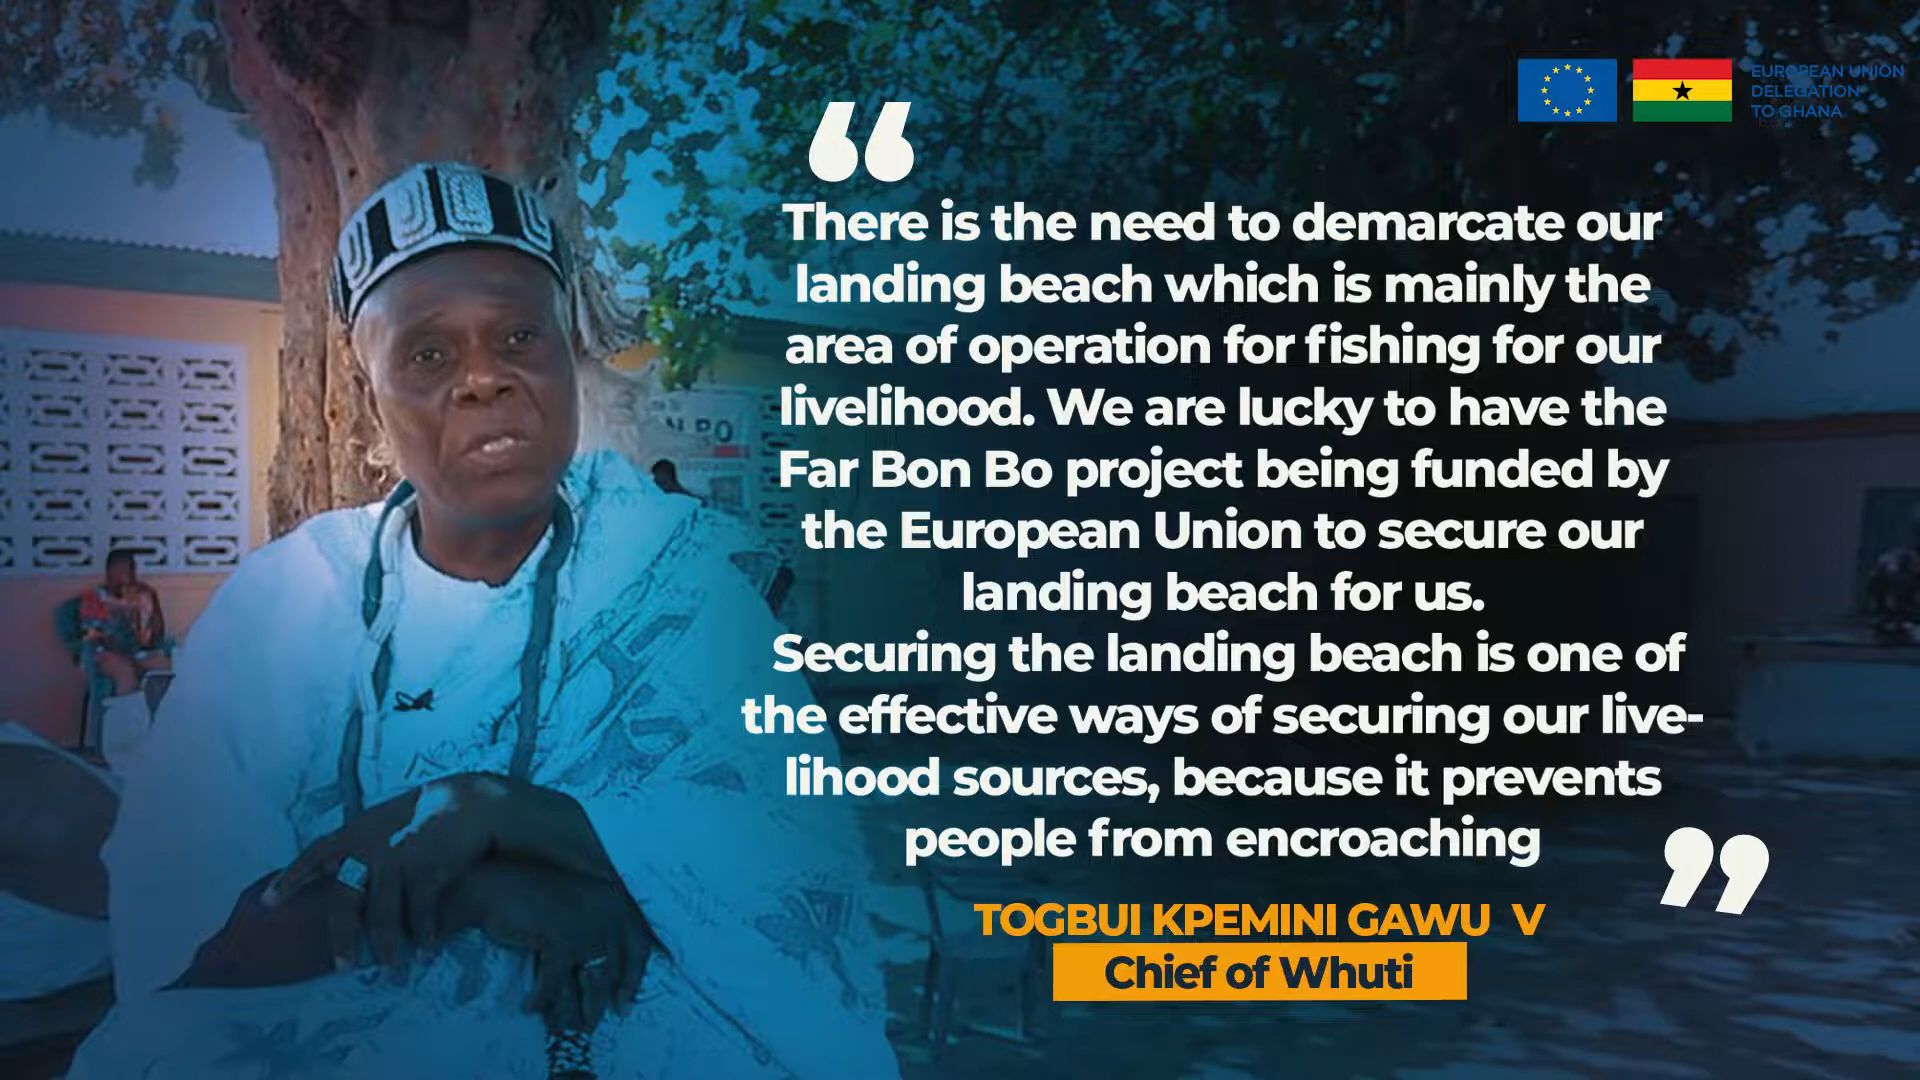 EUROPEAN UNION
DELEGATION
TO GHANA
“
There is the need to demarcate our
landing beach which is mainly the
area of operation for fishing for our
livelihood. We are lucky to have the
Far Bon Bo project being funded by
the European Union to secure our
landing beach for us.
Securing the landing beach is one of
the effective ways of securing our live-
lihood sources, because it prevents
people from encroaching
”
TOGBUI KPEMINI GAWU V
Chief of Whuti